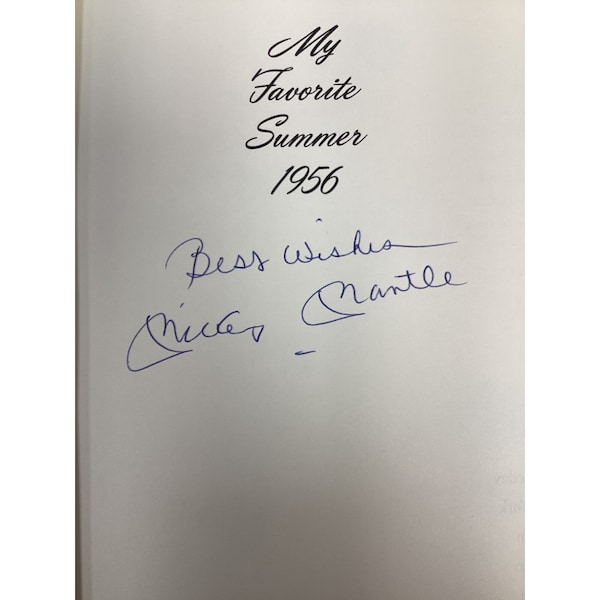 My
Favorite
Summer
1956
Best Wishes
Mickey Mantle